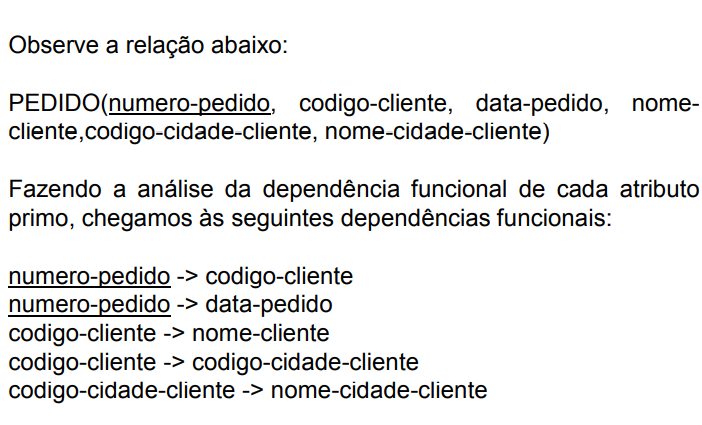 Observe a relação abaixo:
PEDIDO(numero-pedido, codigo-cliente, data-pedido, nome-
cliente,codigo-cidade-cliente, nome-cidade-cliente)
Fazendo a análise da dependência funcional de cada atributo
primo, chegamos às seguintes dependências funcionais:
numero-pedido -> codigo-cliente
numero-pedido -> data-pedido
codigo-cliente -> nome-cliente
codigo-cliente -> codigo-cidade-cliente
codigo-cidade-cliente -> nome-cidade-cliente